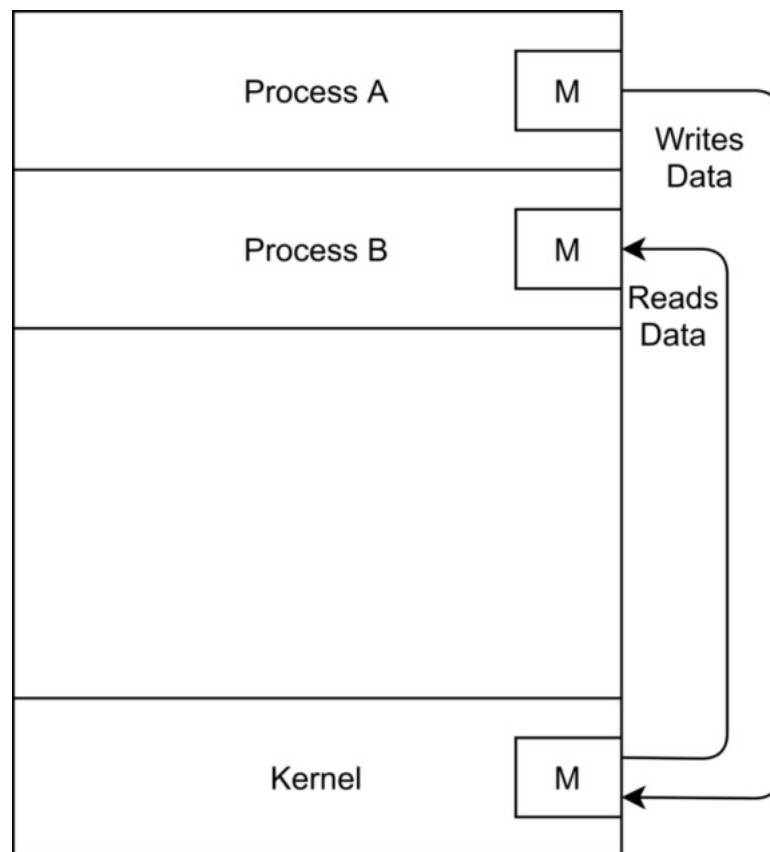 Process A
M
Writes
Data
Process B
M
Reads
Data
Kernel
M